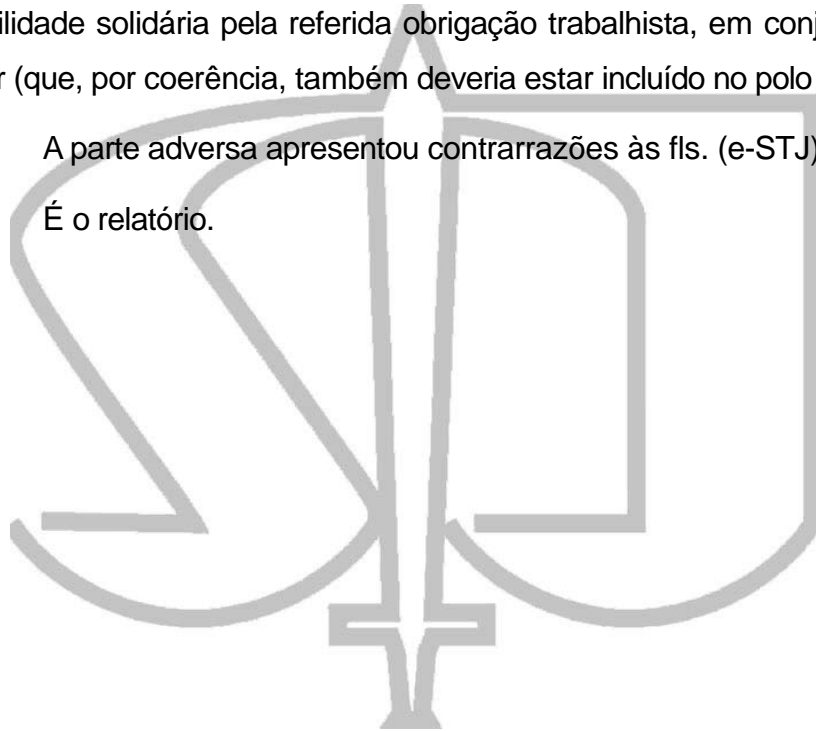 ilidade solidária pela referida obrigação trabalhista, em conj
r (que, por coerência, também deveria estar incluído no polo
A parte adversa apresentou contrarrazões às fls. (e-STJ)
É o relatório.